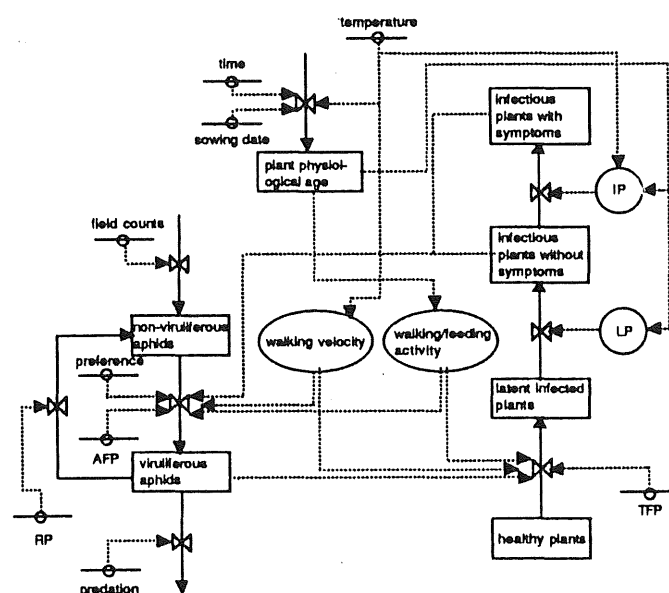 temperature
time
sowing date
infectious
plants with
symptoms
plant physiol-
ogical age
IP
field counts
infectious
plants without
symptoms
non-viruliferous
aphids
walking velocity
walking/feeding
activity
LP
preference
latent infected
plants
AFP
viruliferous
aphids
RP
TFP
healthy plants
predation